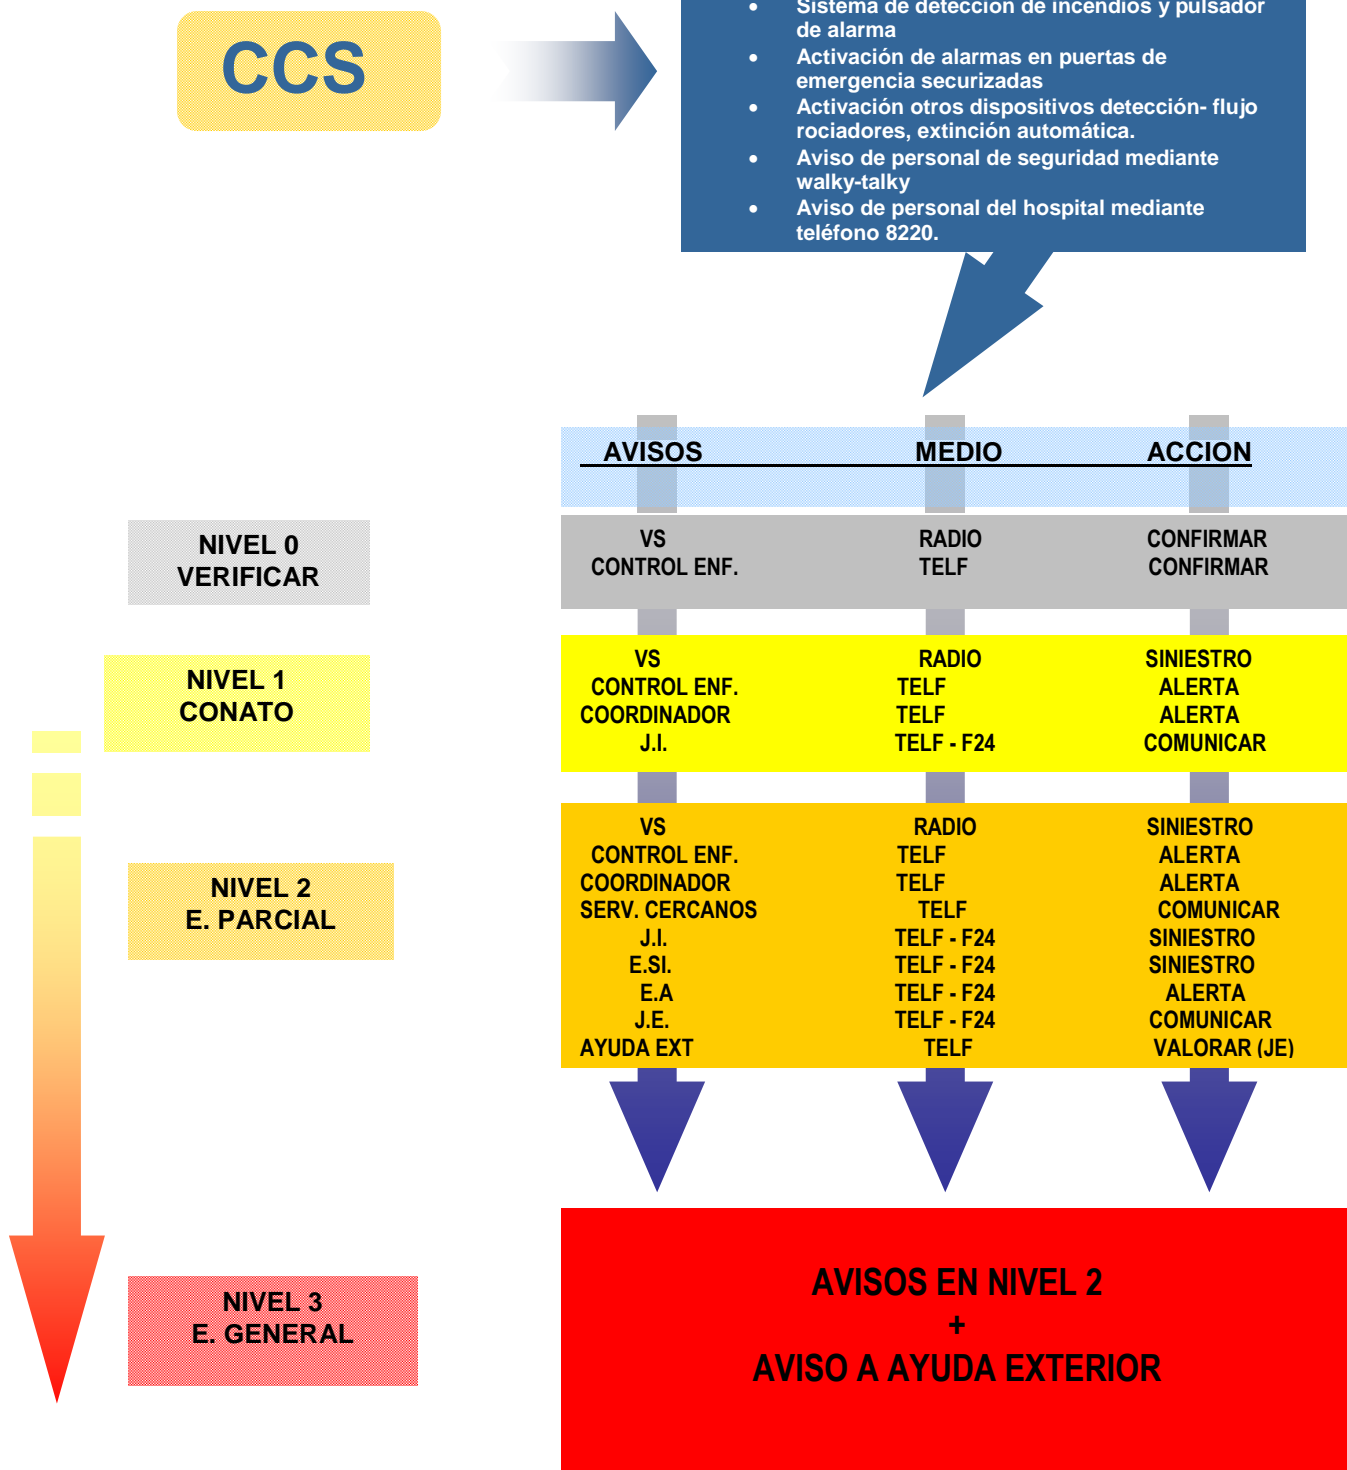 CCS
• Sistema de detección de incendios y pulsador
de alarma
• Activación de alarmas en puertas de
emergencia securizadas
• Activación otros dispositivos detección- flujo
rociadores, extinción automática.
• Aviso de personal de seguridad mediante
walky-talky
• Aviso de personal del hospital mediante
teléfono 8220.
AVISOS MEDIO ACCION
NIVEL 0
VERIFICAR
VS RADIO CONFIRMAR
CONTROL ENF. TELF CONFIRMAR
NIVEL 1
CONATO
VS RADIO SINIESTRO
CONTROL ENF. TELF ALERTA
COORDINADOR TELF ALERTA
J.I. TELF - F24 COMUNICAR
NIVEL 2
E. PARCIAL
VS RADIO SINIESTRO
CONTROL ENF. TELF ALERTA
COORDINADOR TELF ALERTA
SERV. CERCANOS TELF COMUNICAR
J.I. TELF - F24 SINIESTRO
E.SI. TELF - F24 SINIESTRO
E.A TELF - F24 ALERTA
J.E. TELF - F24 COMUNICAR
AYUDA EXT TELF VALORAR (JE)
NIVEL 3
E. GENERAL
AVISOS EN NIVEL 2
+
AVISO A AYUDA EXTERIOR